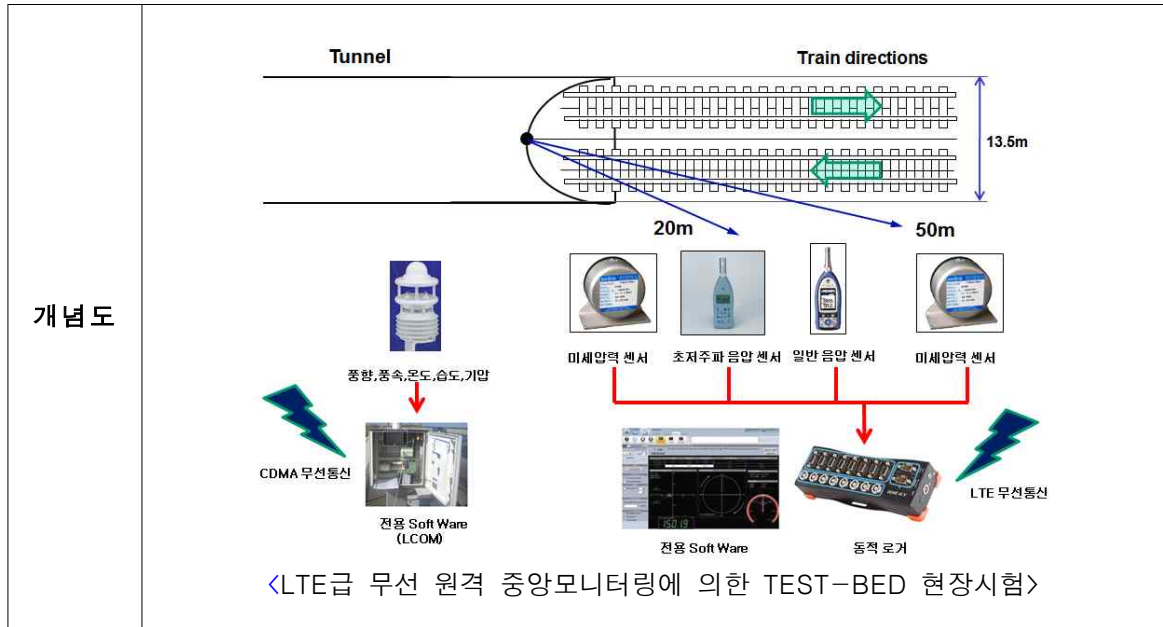 개념도
Tunnel
Train directions
13.5m
20m
50m
풍향,풍속,온도,습도,기압
미세압력 센서
초저주파 음압 센서
일반 음압 센서
미세압력 센서
CDMA 무선통신
LTE 무선통신
전용 Soft Ware
(LCOM)
전용 Soft Ware
동적 로거
<LTE급 무선 원격 중앙모니터링에 의한 TEST-BED 현장시험>